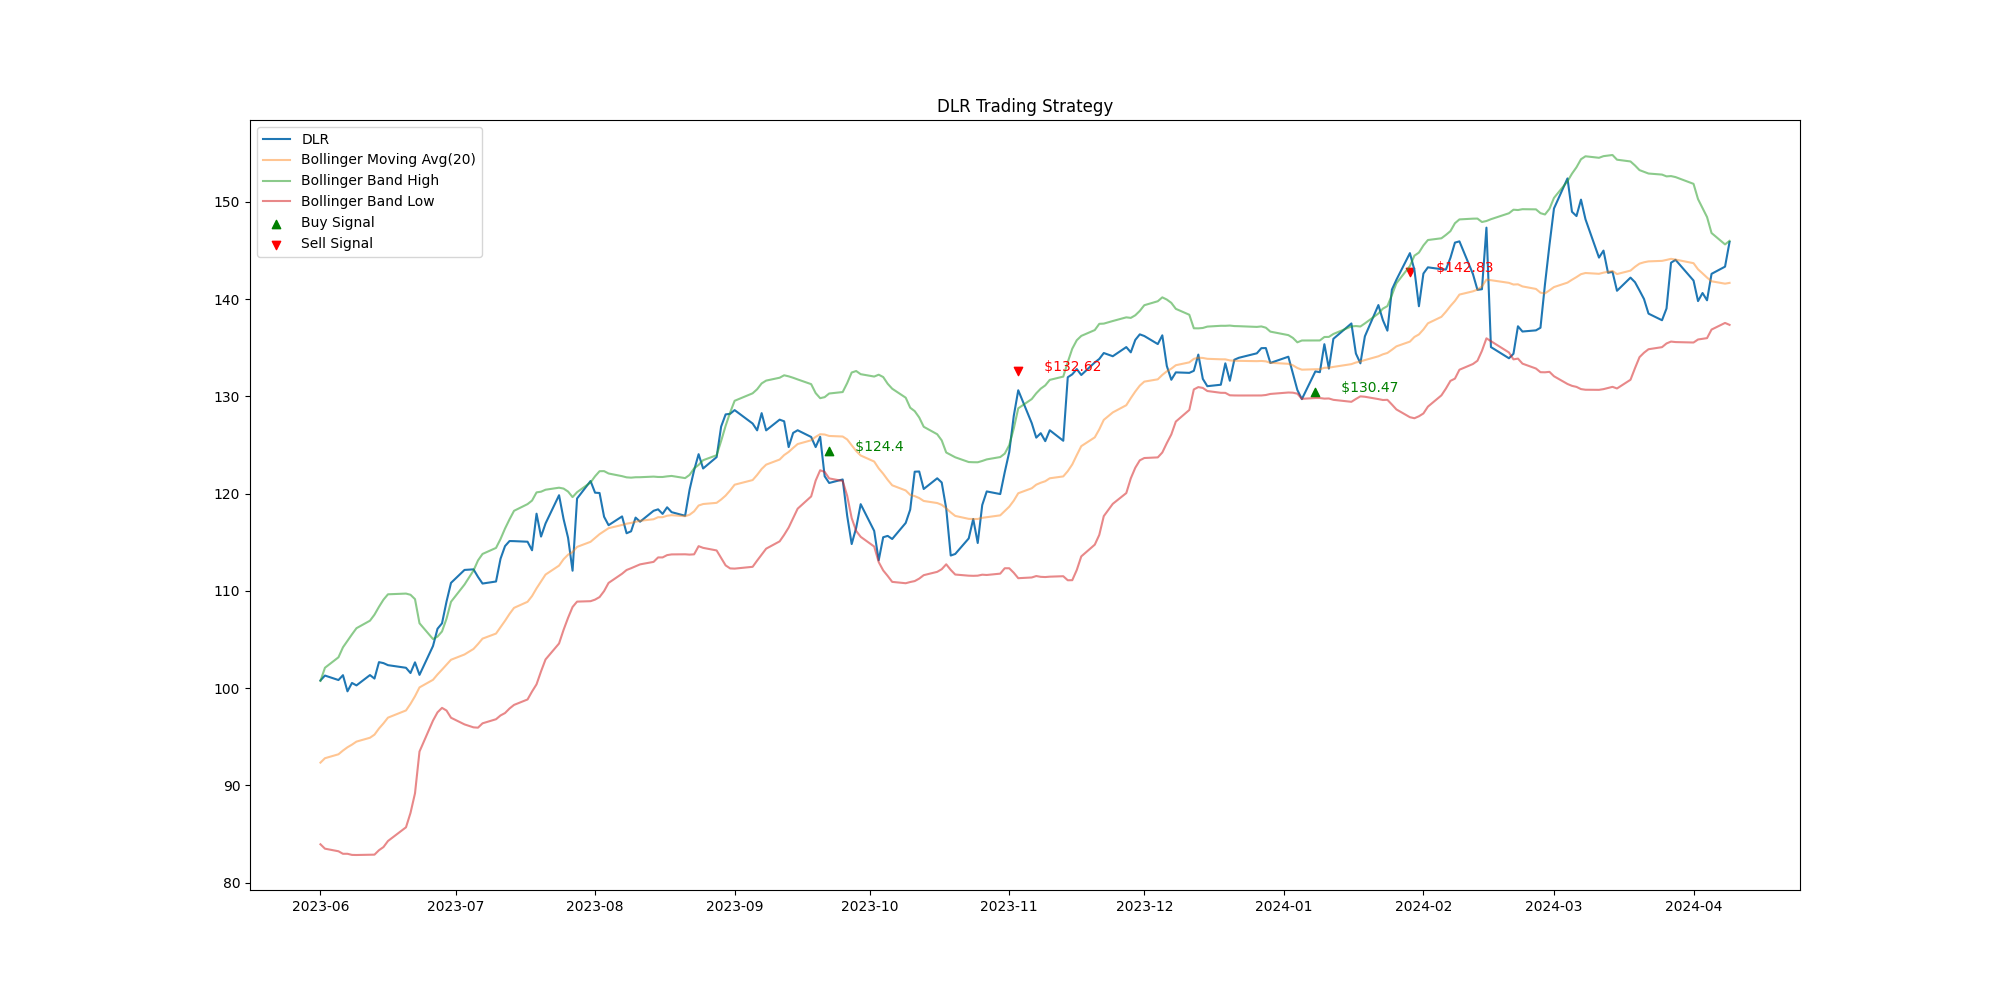 DLR Trading Strategy
DLR
Bollinger Moving Avg(20)
Bollinger Band High
Bollinger Band Low
Buy Signal
Sell Signal
150
140
130
120
110
100
90
80
$124.4
$132.62
$130.47
$142.83
2023-06 2023-07 2023-08 2023-09 2023-10 2023-11 2023-12 2024-01 2024-02 2024-03 2024-04